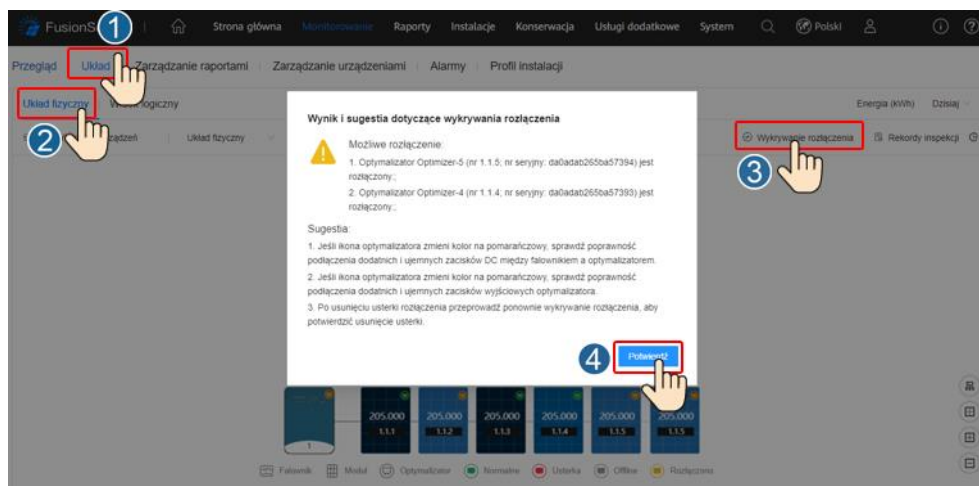 FusionS
1
Strona główna
Monitorowanie
Raporty
Instalacje
Konserwacja
Usługi dodatkowe
System
Polski
Przegląd
Układ
Zarządzanie raportami
Zarządzanie urządzeniami
Alarmy
Profil instalacji
Układ fizyczny
logiczny
Energia (kWh)
Dzisiaj
2
Układ fizyczny
Wykrywanie rozłączenia
Rekordy inspekcji
3
Wynik i sugestia dotyczące wykrywania rozłączenia
Możliwe rozłączenie:
1. Optymalizator Optimizer-5 (nr 1.1.5; nr seryjny: da0adab265ba57394) jest
rozłączony.;
2. Optymalizator Optimizer-4 (nr 1.1.4; nr seryjny: da0adab265ba57393) jest
rozłączony.;
Sugestia:
1. Jeśli ikona optymalizatora zmieni kolor na pomarańczowy, sprawdź poprawność
podłączenia dodatnich i ujemnych zacisków DC między falownikiem a optymalizatorem.
2. Jeśli ikona optymalizatora zmieni kolor na pomarańczowy, sprawdź poprawność
podłączenia dodatnich i ujemnych zacisków wyjściowych optymalizatora.
3. Po usunięciu usterki rozłączenia przeprowadź ponownie wykrywanie rozłączenia, aby
potwierdzić usunięcie usterki.
4
Potwierdź
205.000
205.000
205.000
205.000
205.000
205.000
1
1.1.1
1.1.2
1.1.3
1.1.4
1.1.5
1.1.5
Falownik
Moduł
Optymalizator
Normalne
Usterka
Offline
Rozłączono